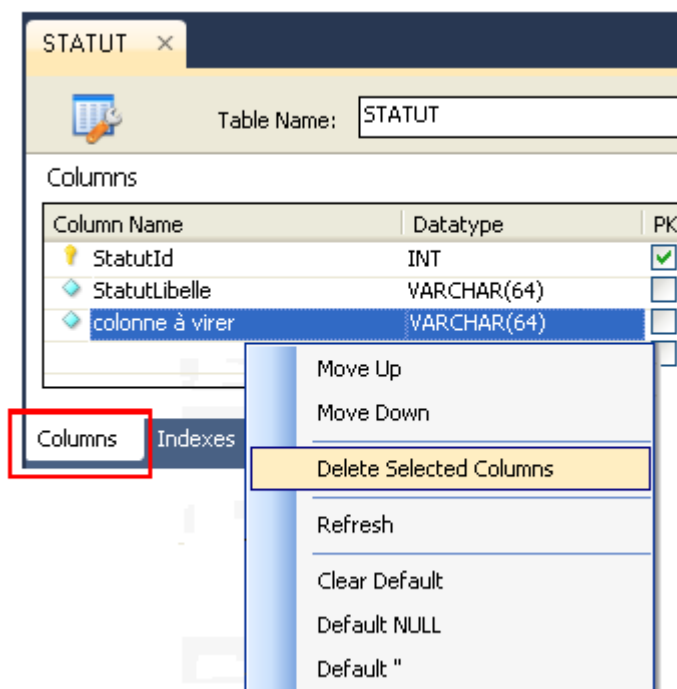 STATUT
Table Name: STATUT
Columns
Column Name Datatype PK
StatutId INT
StatutLibelle VARCHAR(64)
colonne à virer VARCHAR(64)
Move Up
Move Down
Columns Indexes
Delete Selected Columns
Refresh
Clear Default
Default NULL
Default ''